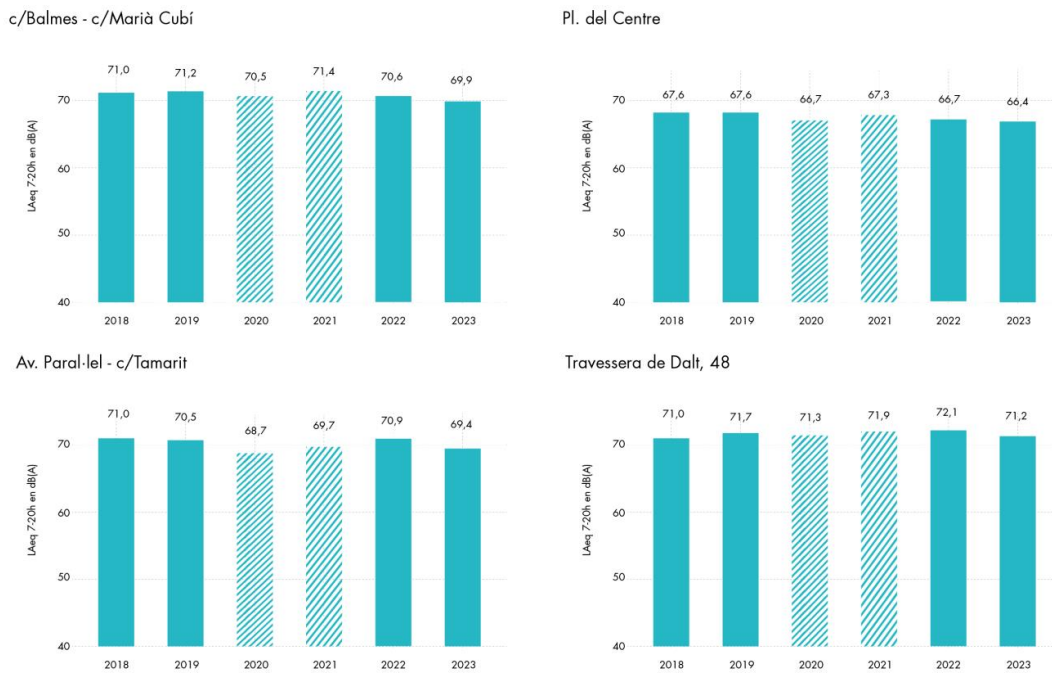 c/Balmes - c/Marià Cubí
71,0 71,2 70,5 71,4 70,6 69,9
70
60
50
40
LAeq 7-20h en dB(A)
2018 2019 2020 2021 2022 2023
Pl. del Centre
67,6 67,6 66,7 67,3 66,7 66,4
70
60
50
40
LAeq 7-20h en dB(A)
2018 2019 2020 2021 2022 2023
Av. Paral·lel - c/Tamarit
71,0 70,5 68,7 69,7 70,9 69,4
70
60
50
40
LAeq 7-20h en dB(A)
2018 2019 2020 2021 2022 2023
Travessera de Dalt, 48
71,0 71,7 71,3 71,9 72,1 71,2
70
60
50
40
LAeq 7-20h en dB(A)
2018 2019 2020 2021 2022 2023